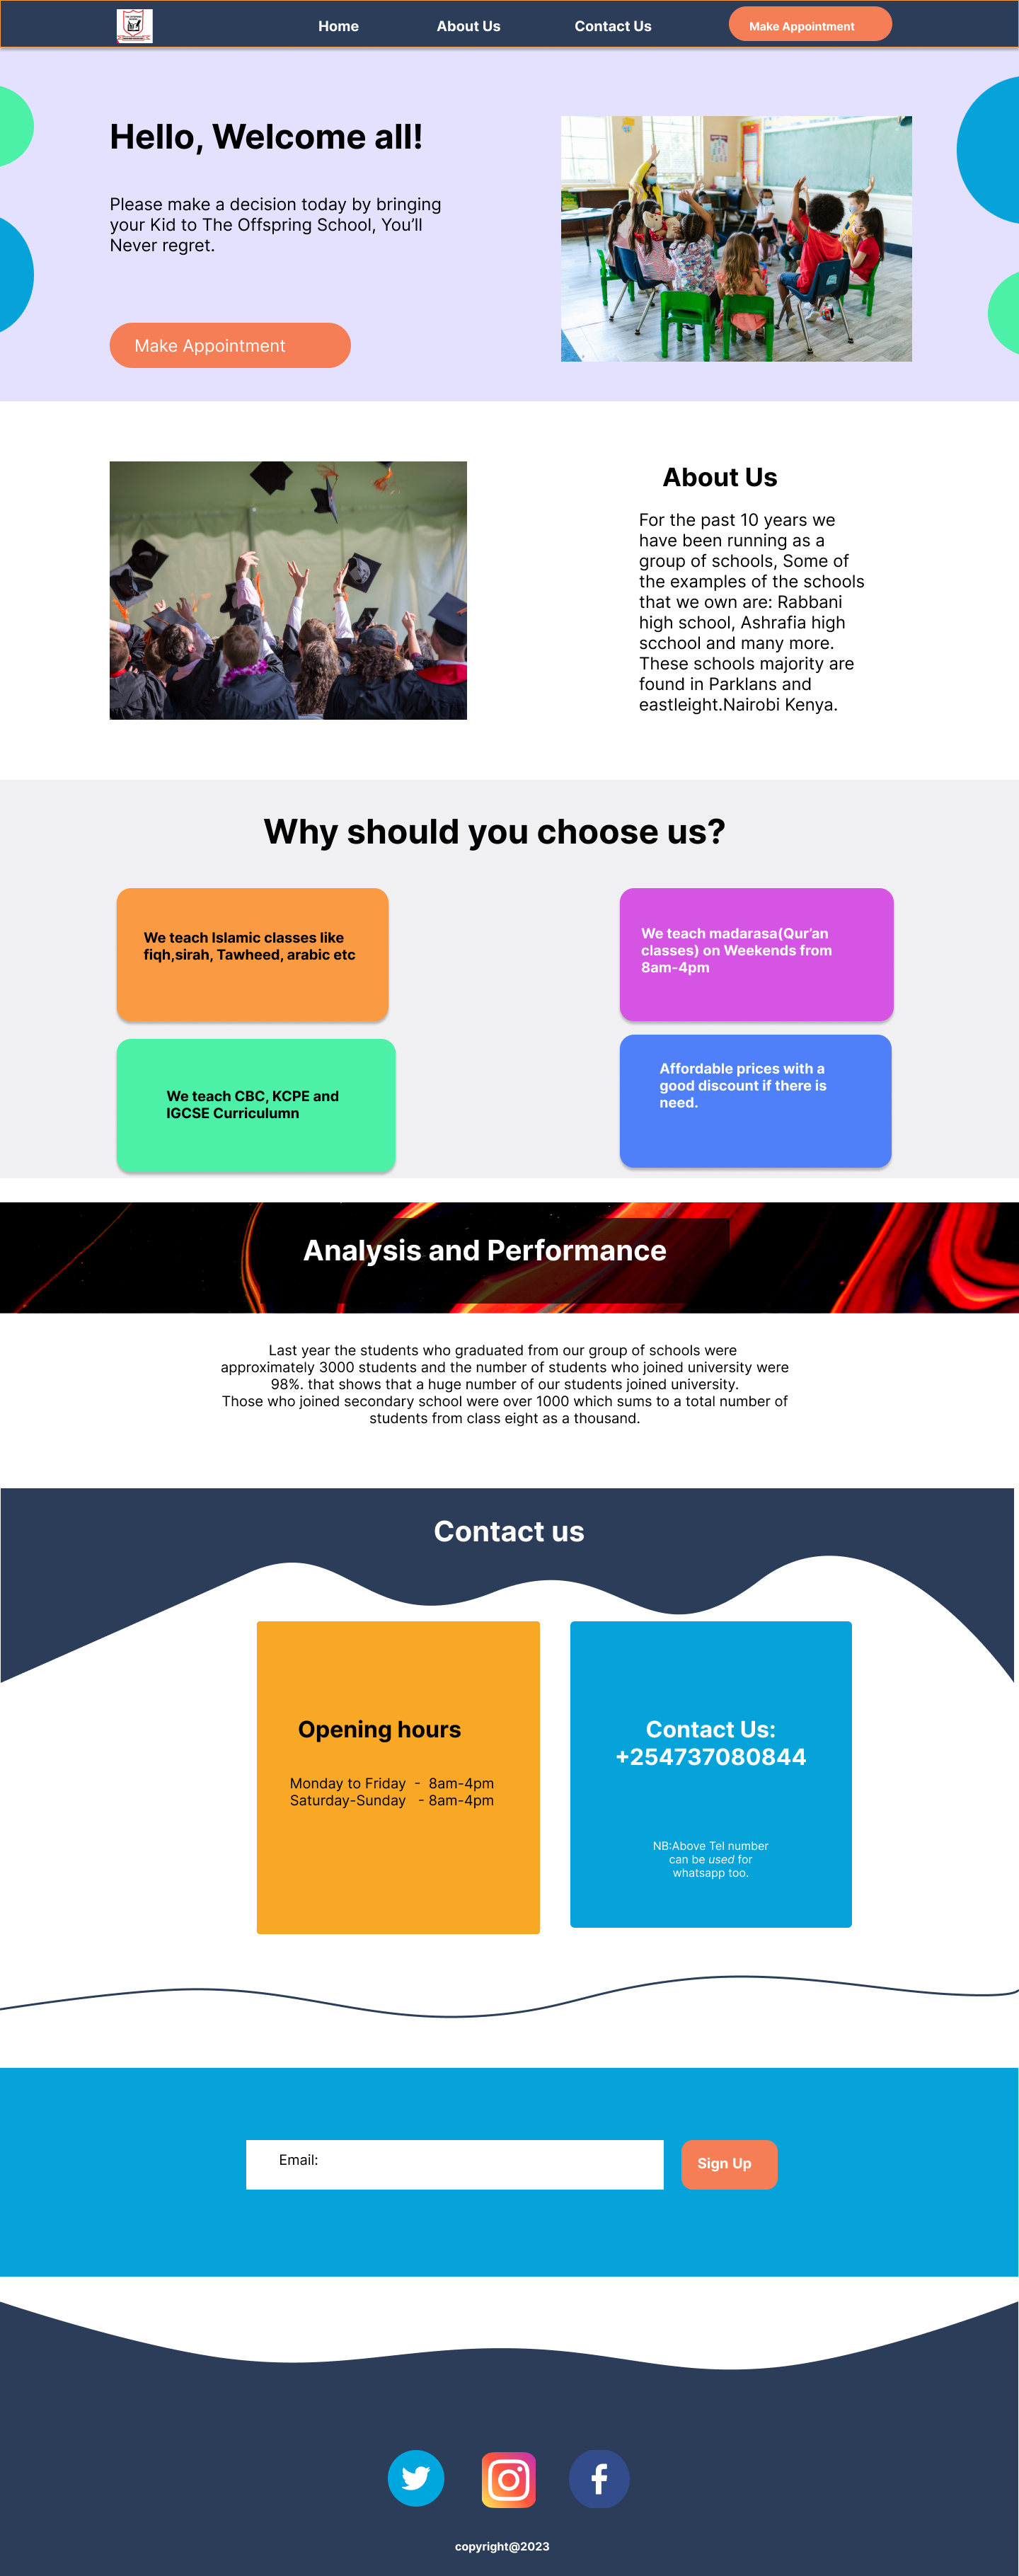 Home
About Us
Contact Us
Make Appointment
Hello, Welcome all!
Please make a decision today by bringing
your Kid to The Offspring School, You'll
Never regret.
Make Appointment
About Us
For the past 10 years we
have been running as a
group of schools, Some of
the examples of the schools
that we own are: Rabbani
high school, Ashrafia high
scchool and many more.
These schools majority are
found in Parklans and
eastleight.Nairobi Kenya.
Why should you choose us?
We teach Islamic classes like
fiqh,sirah, Tawheed, arabic etc
We teach madarasa(Qur'an
classes) on Weekends from
8am-4pm
We teach CBC, KCPE and
IGCSE Curriculumn
Affordable prices with a
good discount if there is
need.
Analysis and Performance
Last year the students who graduated from our group of schools were
approximately 3000 students and the number of students who joined university were
98%. that shows that a huge number of our students joined university.
Those who joined secondary school were over 1000 which sums to a total number of
students from class eight as a thousand.
Contact us
Opening hours
Monday to Friday - 8am-4pm
Saturday-Sunday - 8am-4pm
Contact Us:
+254737080844
NB:Above Tel number
can be used for
whatsapp too.
Email:
Sign Up
copyright@2023